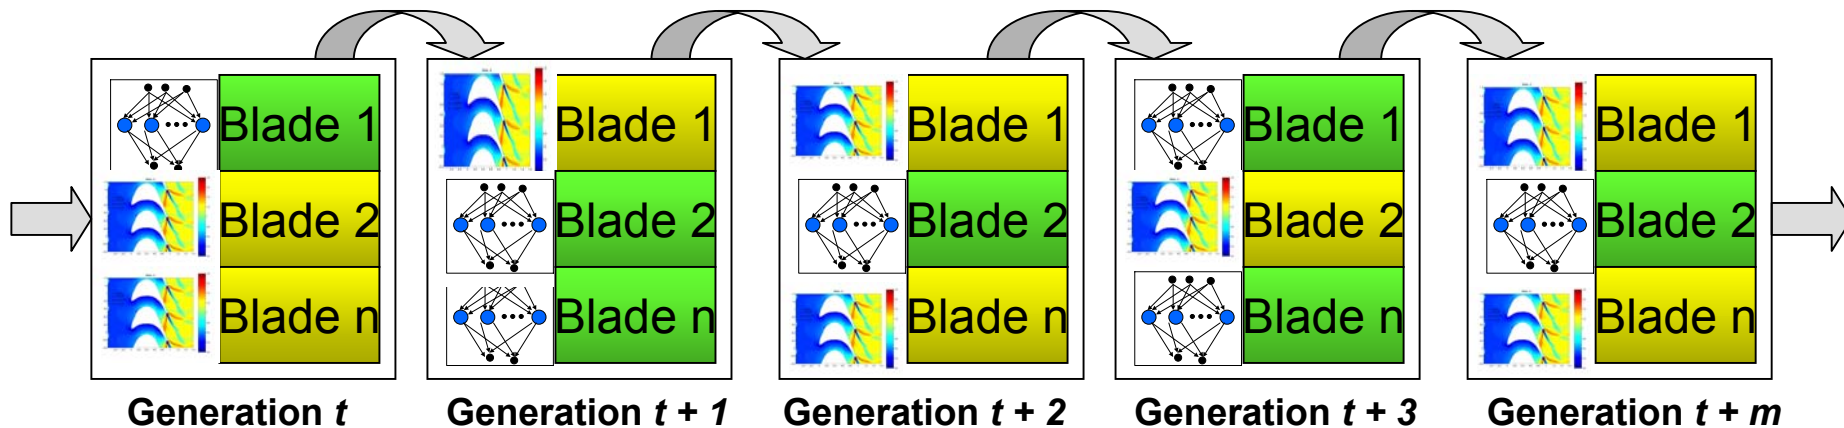 Blade 1
Blade 2
Blade n
Generation t
Blade 1
Blade 2
Blade n
Generation t + 1
Blade 1
Blade 2
Blade n
Generation t + 2
Blade 1
Blade 2
Blade n
Generation t + 3
Blade 1
Blade 2
Blade n
Generation t + m